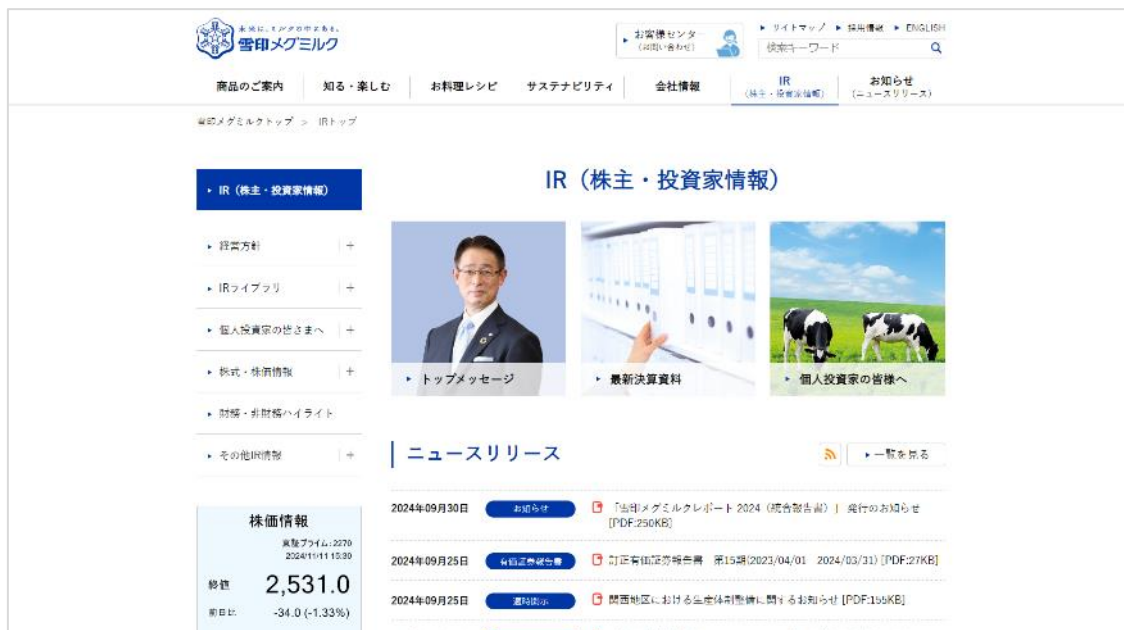 未来は、ミルクの中にある。
雪印メグミルク
お客様センター
（お問い合わせ）
サイトマップ 採用情報 ENGLISH
検索キーワード
商品のご案内 知る・楽しむ お料理レシピ サステナビリティ 会社情報 IR お知らせ
（株主・投資家情報） （ニュースリリース）
雪印メグミルクトップ > IRトップ
IR（株主・投資家情報）
IR（株主・投資家情報）
経営方針
IRライブラリ
個人投資家の皆さまへ
株式・株価情報
財務・非財務ハイライト
その他IR情報
トップメッセージ
最新決算資料
個人投資家の皆様へ
ニュースリリース
一覧を見る
2024年09月30日 お知らせ 「雪印メグミルクレポート 2024（統合報告書）」 発行のお知らせ
[PDF:250KB]
2024年09月25日 有価証券報告書 訂正有価証券報告書 第15期(2023/04/01 2024/03/31) [PDF:27KB]
2024年09月25日 適時開示 関西地区における生産体制整備に関するお知らせ [PDF:155KB]
株価情報
東証プライム:2270
2024/11/11 15:30
終値 2,531.0
前日比 -34.0 (-1.33%)